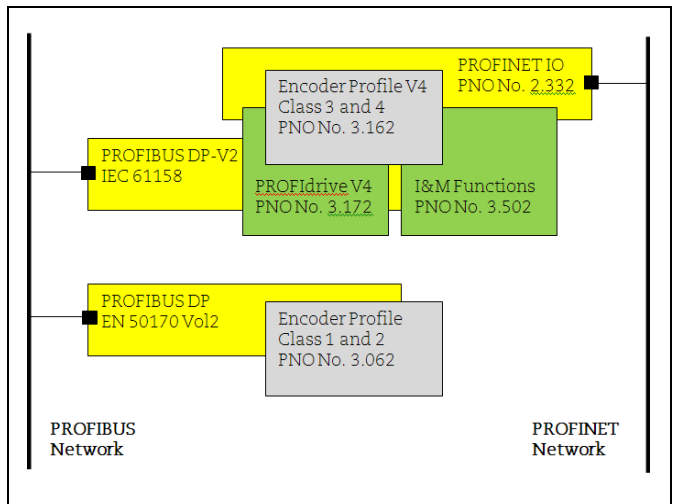 PROFINET IO
PNO No. 2.332
Encoder Profile V4
Class 3 and 4
PNO No. 3.162
PROFIBUS DP-V2
IEC 61158
PROFIdrive V4
PNO No. 3.172
I&M Functions
PNO No. 3.502
PROFIBUS DP
EN 50170 Vol2
Encoder Profile
Class 1 and 2
PNO No. 3.062
PROFIBUS
Network
PROFINET
Network